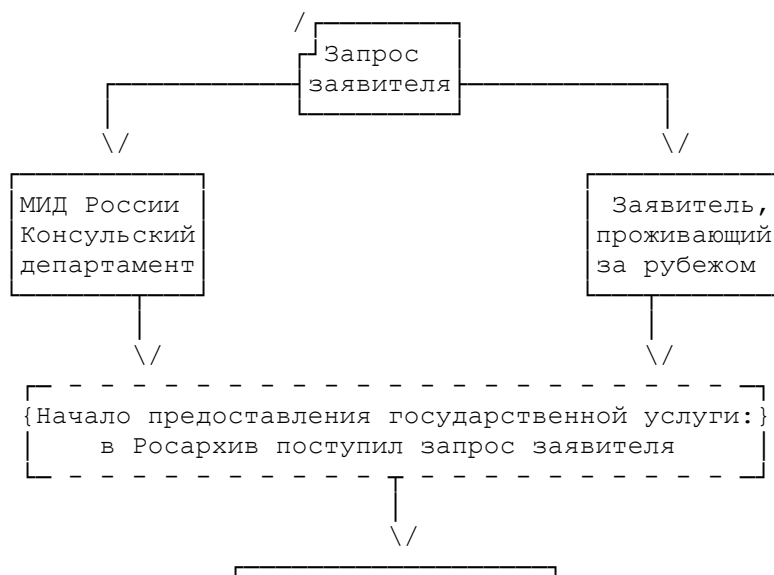 Запрос
заявителя
МИД России
Консульский
департамент
Заявитель,
проживающий
за рубежом
{Начало предоставления государственной услуги:}
в Росархив поступил запрос заявителя